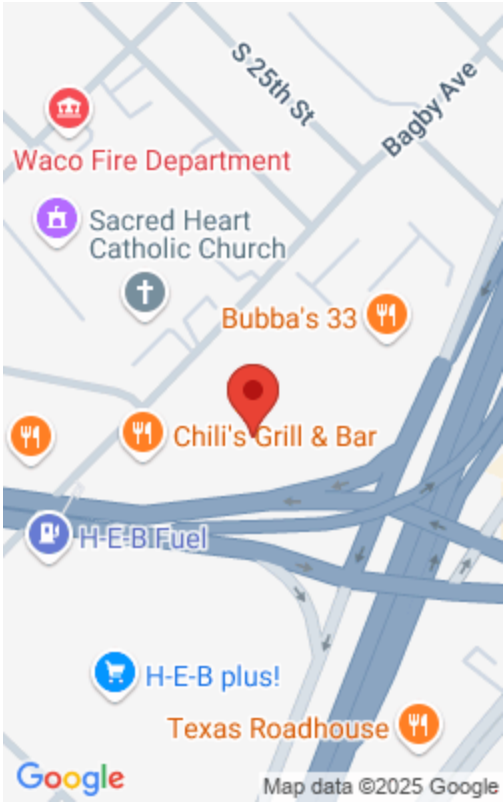 S 25th St
Bagby Ave
Waco Fire Department
Sacred Heart
Catholic Church
Bubba's 33
Chili's Grill & Bar
H-E-B Fuel
H-E-B plus!
Texas Roadhouse
Google
Map data ©2025 Google